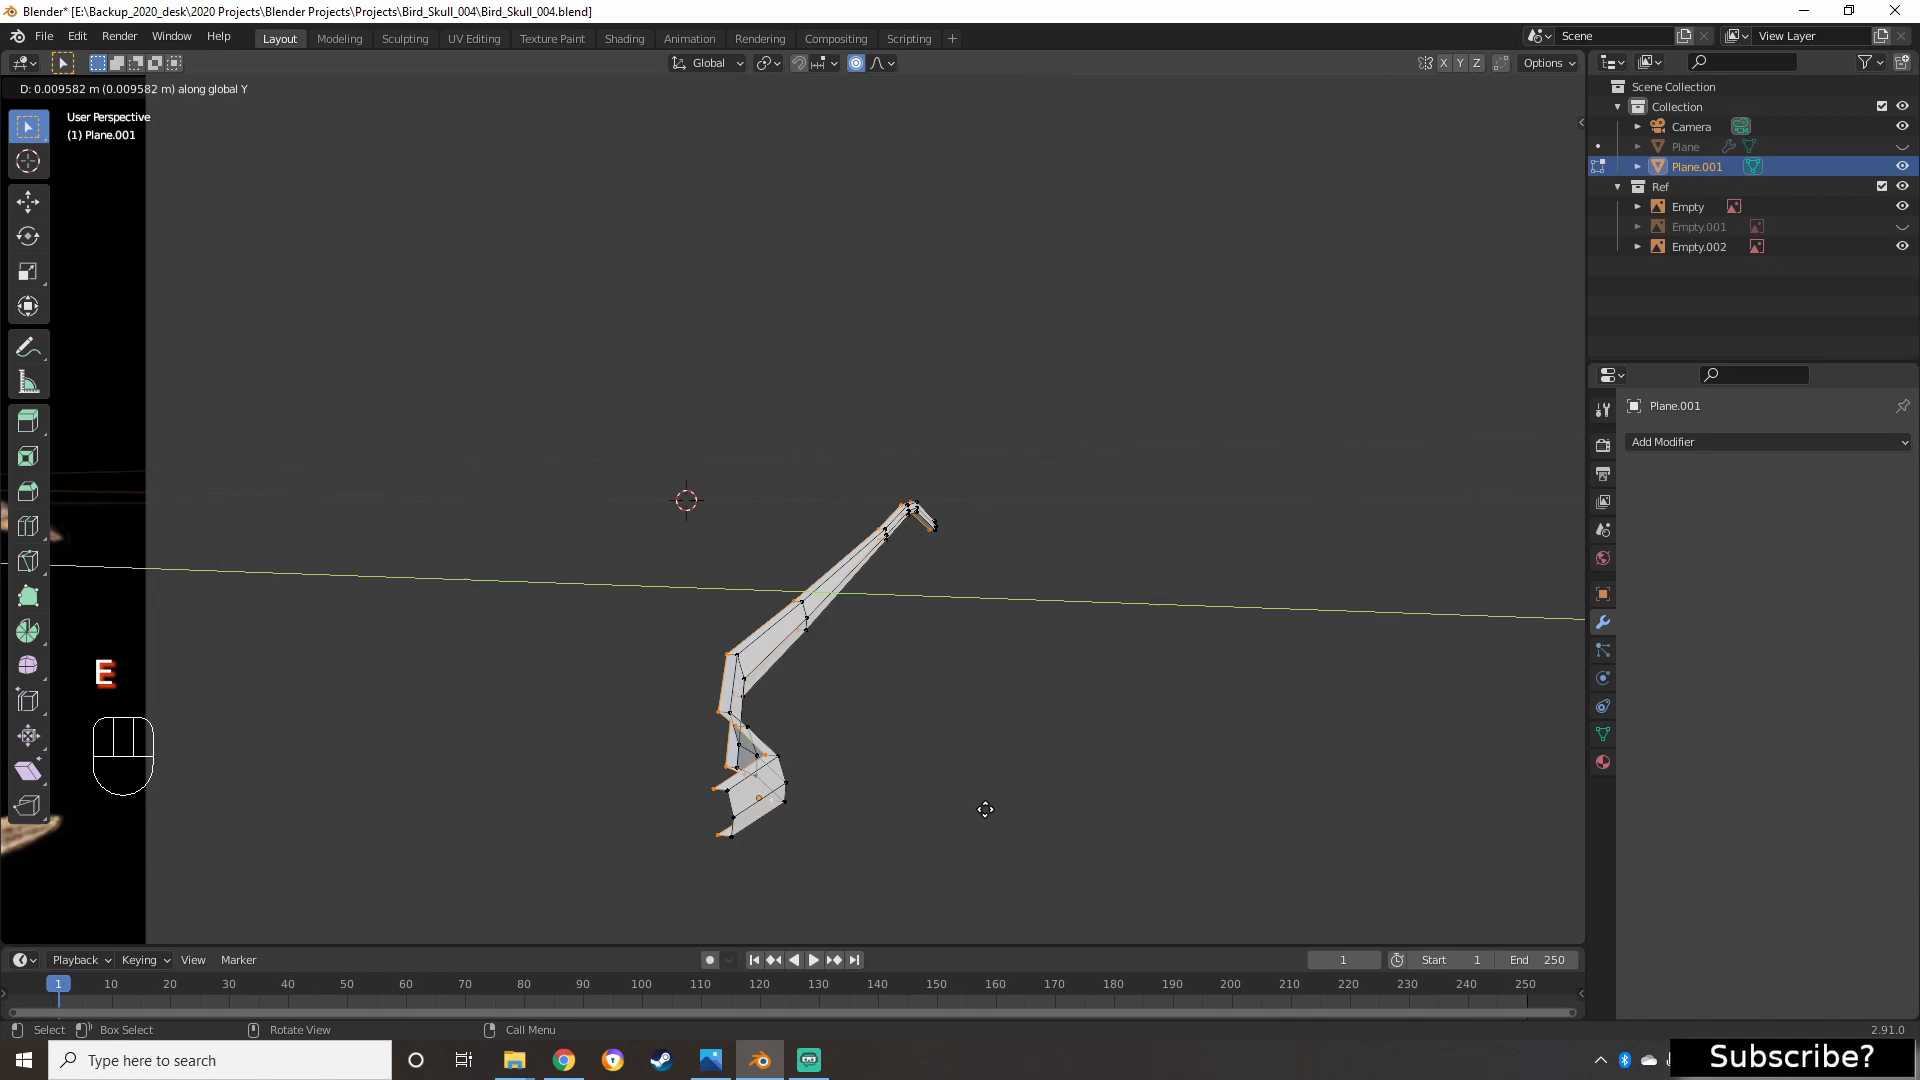 Blender* [E:\Backup_2020_desk\2020 Projects\Blender Projects\Projects\Bird_Skull_004\Bird_Skull_004.blend]
File Edit Render Window Help Layout Modeling Sculpting UV Editing Texture Paint Shading Animation Rendering Compositing Scripting Scene View Layer
Global X Y Z Options
D: 0.009582 m (0.009582 m) along global Y
User Perspective
(1) Plane.001
Scene Collection
Collection
Camera
Plane
Plane.001
Ref
Empty
Empty.001
Empty.002
Plane.001
Add Modifier
E
Playback Keying View Marker 1 Start 1 End 250
1 10 20 30 40 50 60 70 80 90 100 110 120 130 140 150 160 170 180 190 200 210 220 230 240 250
Select Box Select Rotate View Call Menu 2.91.0
Type here to search
Subscribe?